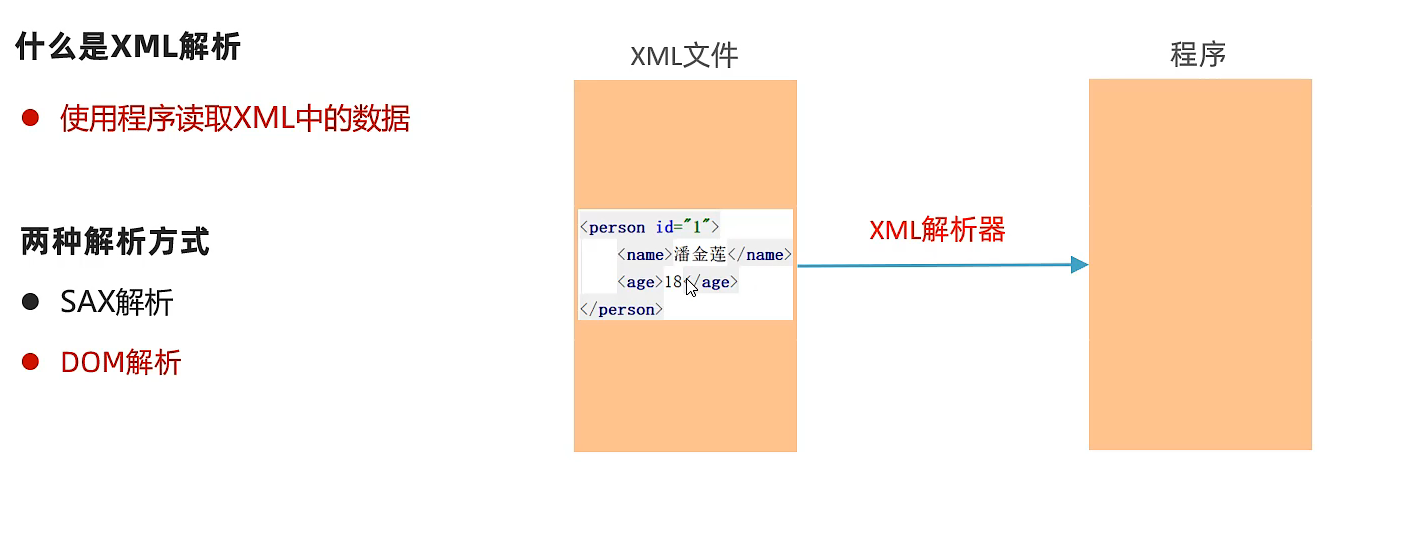 什么是XML解析
使用程序读取XML中的数据
两种解析方式
SAX解析
DOM解析
XML文件
<person id="1">
<name>潘金莲</name>
<age>18</age>
</person>
XML解析器
程序